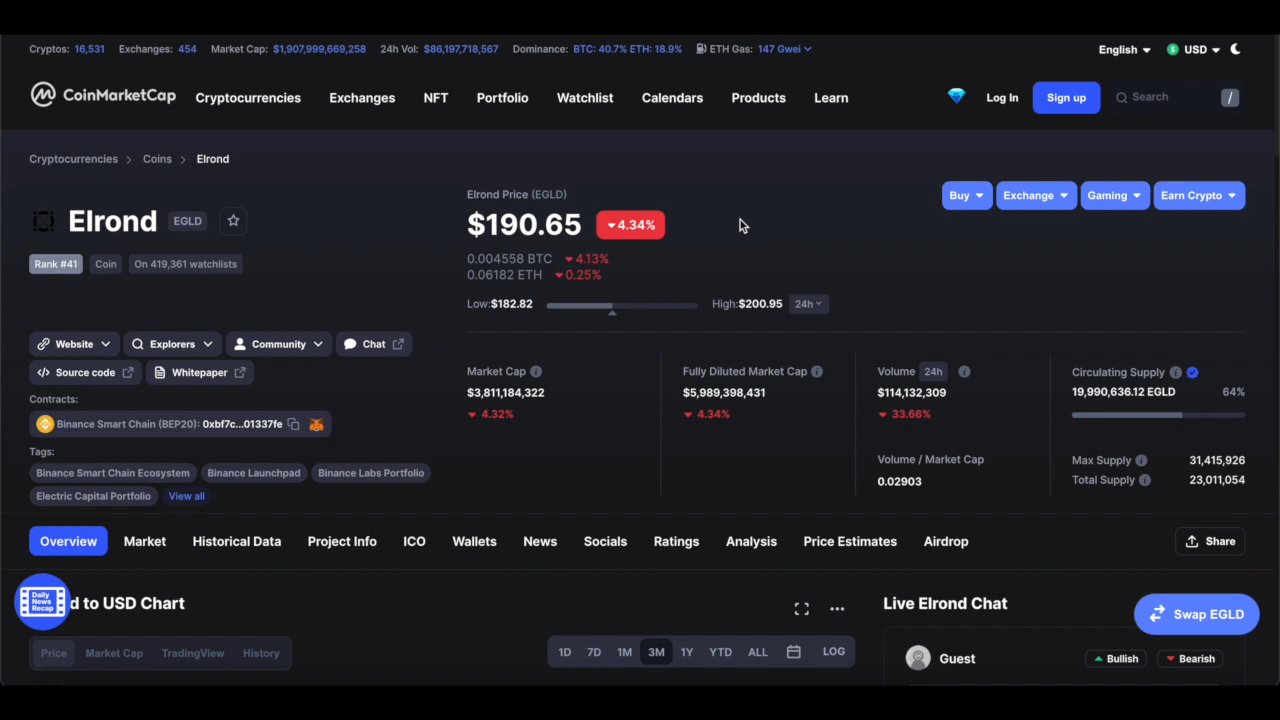 Cryptos: 16,531 Exchanges: 454 Market Cap: $1,907,999,669,258 24h Vol: $86,197,718,567 Dominance: BTC: 40.7% ETH: 18.9% ETH Gas: 147 Gwei English USD
CoinMarketCap Cryptocurrencies Exchanges NFT Portfolio Watchlist Calendars Products Learn Log In Sign up Search /
Cryptocurrencies > Coins > Elrond
Elrond EGLD
Rank #41 Coin On 419,361 watchlists
Elrond Price (EGLD)
$190.65 4.34%
0.004558 BTC 4.13%
0.06182 ETH 0.25%
Low:$182.82 High:$200.95 24h
Buy Exchange Gaming Earn Crypto
Website Explorers Community Chat
Source code Whitepaper
Contracts:
Binance Smart Chain (BEP20): 0xbf7c...01337fe
Tags:
Binance Smart Chain Ecosystem Binance Launchpad Binance Labs Portfolio
Electric Capital Portfolio View all
Market Cap
$3,811,184,322
4.32%
Fully Diluted Market Cap
$5,989,398,431
4.34%
Volume 24h
$114,132,309
33.66%
Volume / Market Cap
0.02903
Circulating Supply
19,990,636.12 EGLD 64%
Max Supply 31,415,926
Total Supply 23,011,054
Overview Market Historical Data Project Info ICO Wallets News Socials Ratings Analysis Price Estimates Airdrop Share
Daily
News
Recap
d to USD Chart
Price Market Cap TradingView History
1D 7D 1M 3M 1Y YTD ALL LOG
Live Elrond Chat
Swap EGLD
Guest Bullish Bearish